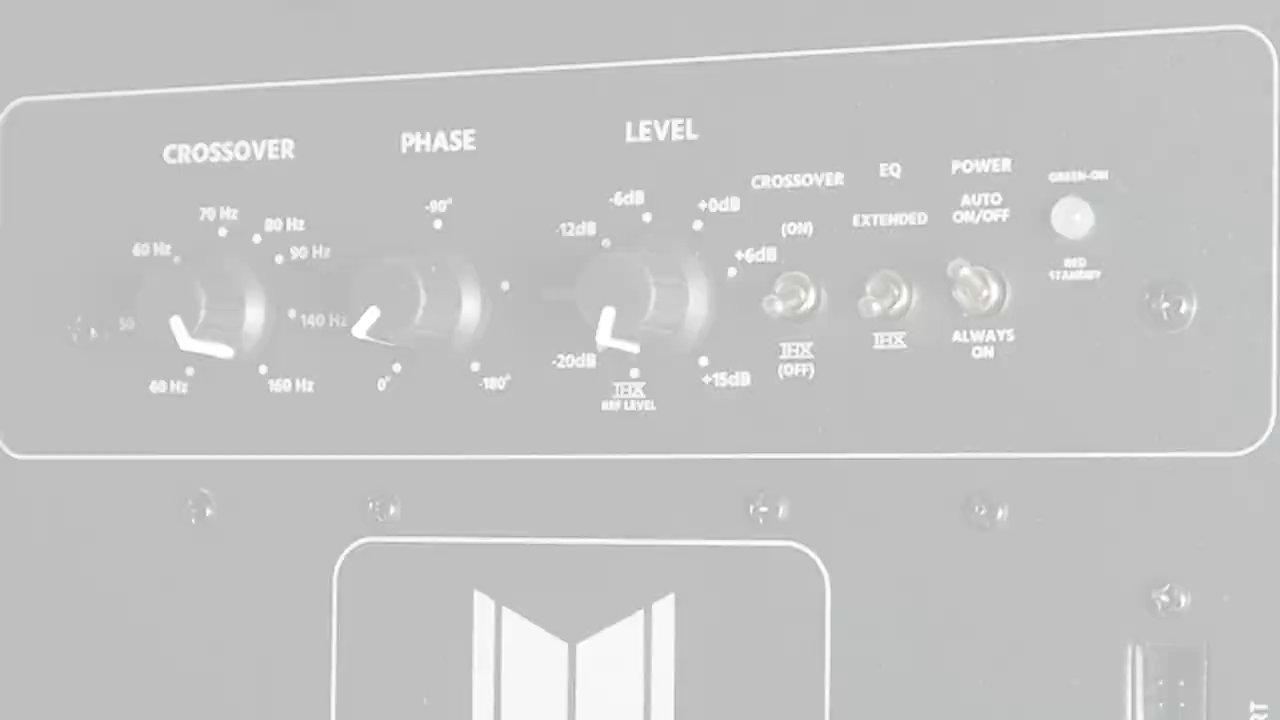 CROSSOVER
PHASE
LEVEL
CROSSOVER
EQ
POWER
GREEN-ON
70 Hz
80 Hz
60 Hz
90 Hz
50
140 Hz
40 Hz
160 Hz
-90°
0°
-180°
-6dB
+0dB
-12dB
+6dB
-20dB
+15dB
THX
REF LEVEL
(ON)
THX
(OFF)
EXTENDED
THX
AUTO
ON/OFF
ALWAYS
ON
RED
STANDBY